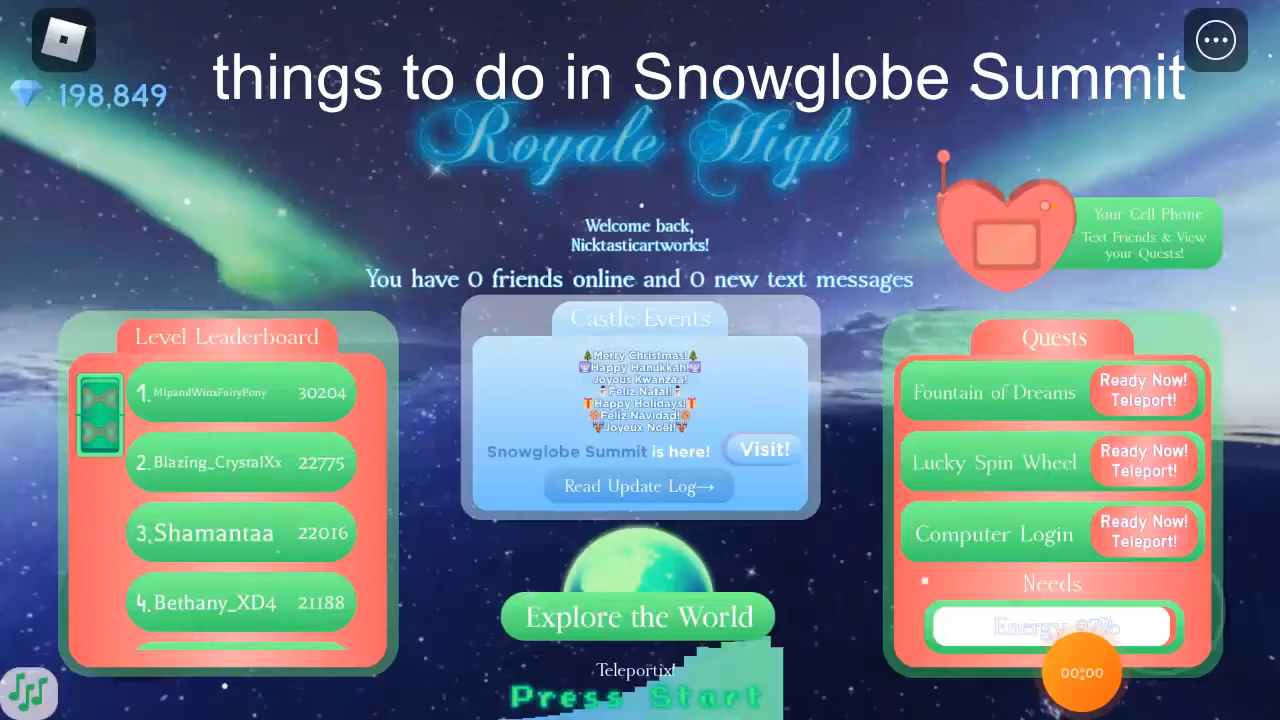 things to do in Snowglobe Summit
198,849
Royale High
Welcome back,
Nicktasticartworks!
You have 0 friends online and 0 new text messages
Your Cell Phone
Text Friends & View
your Quests!
Level Leaderboard
1. MlpandWinxFairyPony 30204
2. Blazing_CrystalXx 22775
3. Shamantaa 22016
4. Bethany_XD4 21188
Castle Events
🎄Merry Christmas!🎄
🕎Happy Hanukkah!🕎
Joyous Kwanzaa!
🎅Feliz Natal!🎅
🎁Happy Holidays!🎁
🍪Feliz Navidad!🍪
🦌Joyeux Noël!🦌
Snowglobe Summit is here! Visit!
Read Update Log→
Explore the World
Teleportix!
Press Start
Quests
Fountain of Dreams Ready Now! Teleport!
Lucky Spin Wheel Ready Now! Teleport!
Computer Login Ready Now! Teleport!
Needs
Energy 97%
00:00